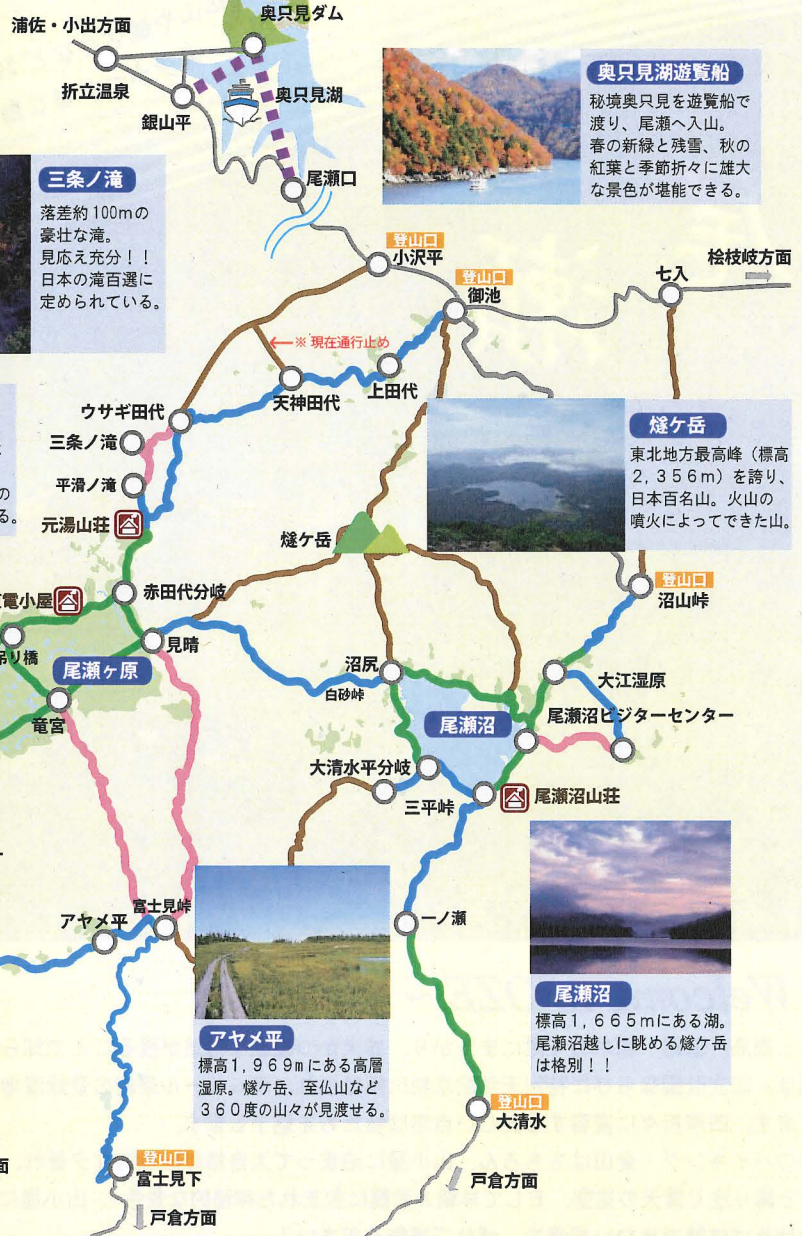 浦佐・小出方面
奥只見ダム
折立温泉
銀山平
奥只見湖
尾瀬口
奥只見湖遊覧船
秘境奥只見を遊覧船で
渡り、尾瀬へ入山。
春の新緑と残雪、秋の
紅葉と季節折々に雄大
な景色が堪能できる。
三条ノ滝
落差約100mの
豪壮な滝。
見応え充分!!
日本の滝百選に
定められている。
登山口
小沢平
登山口
御池
七入
桧枝岐方面
←※現在通行止め
天神田代
上田代
ウサギ田代
三条ノ滝
平滑ノ滝
の
る。
元湯山荘
燧ケ岳
燧ケ岳
東北地方最高峰(標高
2,356m)を誇り、
日本百名山。火山の
噴火によってできた山。
登山口
沼山峠
電小屋
赤田代分岐
吊り橋
見晴
尾瀬ヶ原
竜宮
沼尻
白砂峠
大江湿原
尾瀬沼ビジターセンター
尾瀬沼
大清水平分岐
三平峠
尾瀬沼山荘
アヤメ平
富士見峠
一ノ瀬
アヤメ平
標高1,969mにある高層
湿原。燧ケ岳、至仏山など
360度の山々が見渡せる。
尾瀬沼
標高1,665mにある湖。
尾瀬沼越しに眺める燧ケ岳
は格別!!
登山口
大清水
戸倉方面
登山口
富士見下
戸倉方面
面